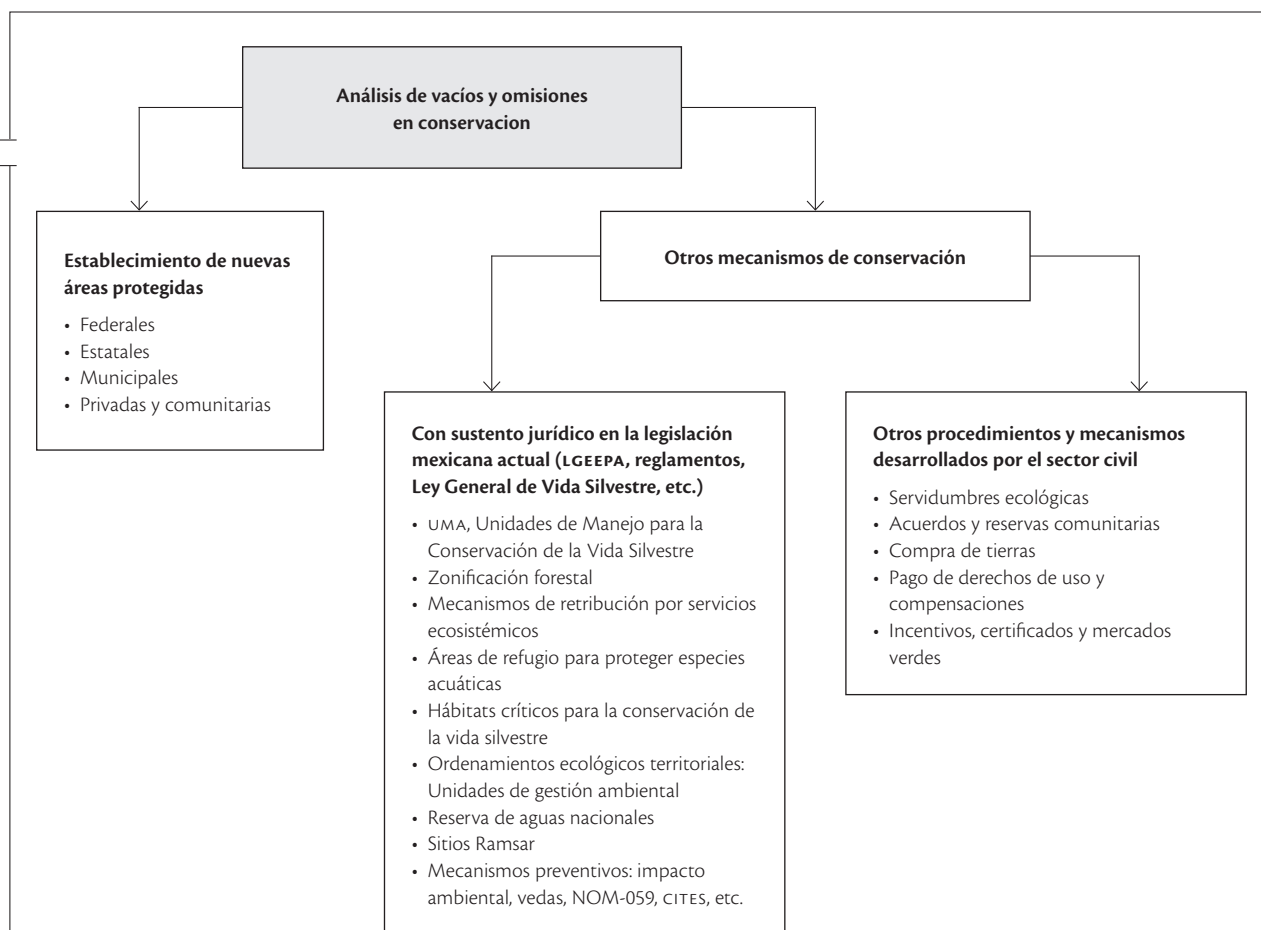 Análisis de vacíos y omisiones
en conservacion
Establecimiento de nuevas
áreas protegidas
• Federales
• Estatales
• Municipales
• Privadas y comunitarias
Otros mecanismos de conservación
Con sustento jurídico en la legislación
mexicana actual (LGEEPA, reglamentos,
Ley General de Vida Silvestre, etc.)
• UMA, Unidades de Manejo para la
Conservación de la Vida Silvestre
• Zonificación forestal
• Mecanismos de retribución por servicios
ecosistémicos
• Áreas de refugio para proteger especies
acuáticas
• Hábitats críticos para la conservación de
la vida silvestre
• Ordenamientos ecológicos territoriales:
Unidades de gestión ambiental
• Reserva de aguas nacionales
• Sitios Ramsar
• Mecanismos preventivos: impacto
ambiental, vedas, NOM-059, CITES, etc.
Otros procedimientos y mecanismos
desarrollados por el sector civil
• Servidumbres ecológicas
• Acuerdos y reservas comunitarias
• Compra de tierras
• Pago de derechos de uso y
compensaciones
• Incentivos, certificados y mercados
verdes